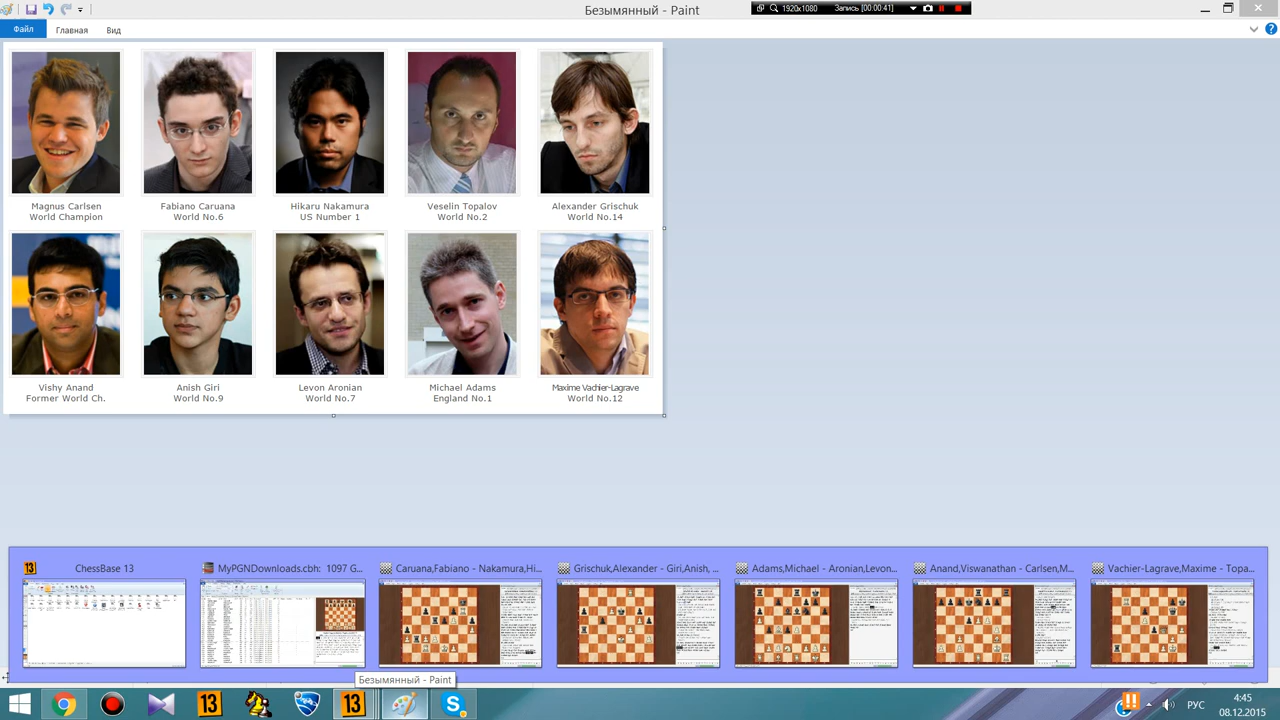 Безымянный - Paint
1920x1080
Запись [00:00:41]
Файл
Главная
Вид
Magnus Carlsen
World Champion
Fabiano Caruana
World No.6
Hikaru Nakamura
US Number 1
Veselin Topalov
World No.2
Alexander Grischuk
World No.14
Vishy Anand
Former World Ch.
Anish Giri
World No.9
Levon Aronian
World No.7
Michael Adams
England No.1
Maxime Vachier-Lagrave
World No.12
13
ChessBase 13
MyPGNDownloads.cbh: 1097 G...
Caruana,Fabiano - Nakamura,Hi...
Grischuk,Alexander - Giri,Anish, ...
Adams,Michael - Aronian,Levon...
Anand,Viswanathan - Carlsen,M...
Vachier-Lagrave,Maxime - Topa...
Безымянный - Paint
13
13
РУС
4:45
08.12.2015